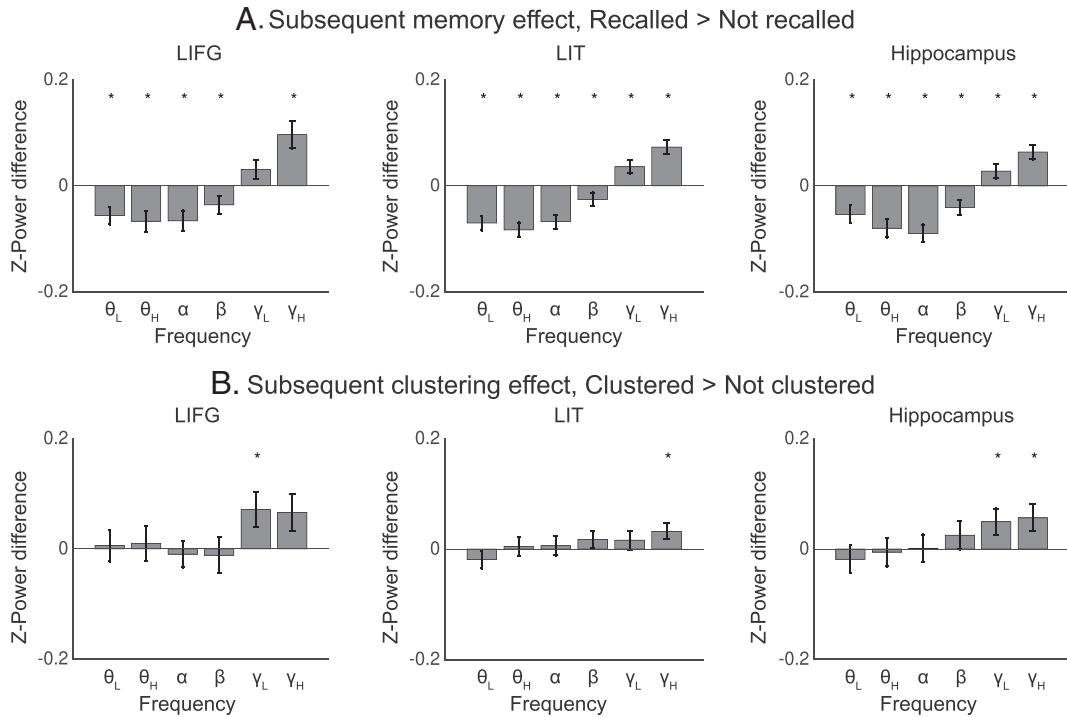 A. Subsequent memory effect, Recalled > Not recalled
LIFG
LIT
Hippocampus
0.2
* * * * *
0.2
* * * * * *
0.2
* * * * * *
Z-Power difference
0
-0.2
Z-Power difference
0
-0.2
Z-Power difference
0
-0.2
θL θH α β γL γH
θL θH α β γL γH
θL θH α β γL γH
Frequency
Frequency
Frequency
B. Subsequent clustering effect, Clustered > Not clustered
LIFG
LIT
Hippocampus
0.2
*
0.2
*
0.2
* *
Z-Power difference
0
-0.2
Z-Power difference
0
-0.2
Z-Power difference
0
-0.2
θL θH α β γL γH
θL θH α β γL γH
θL θH α β γL γH
Frequency
Frequency
Frequency